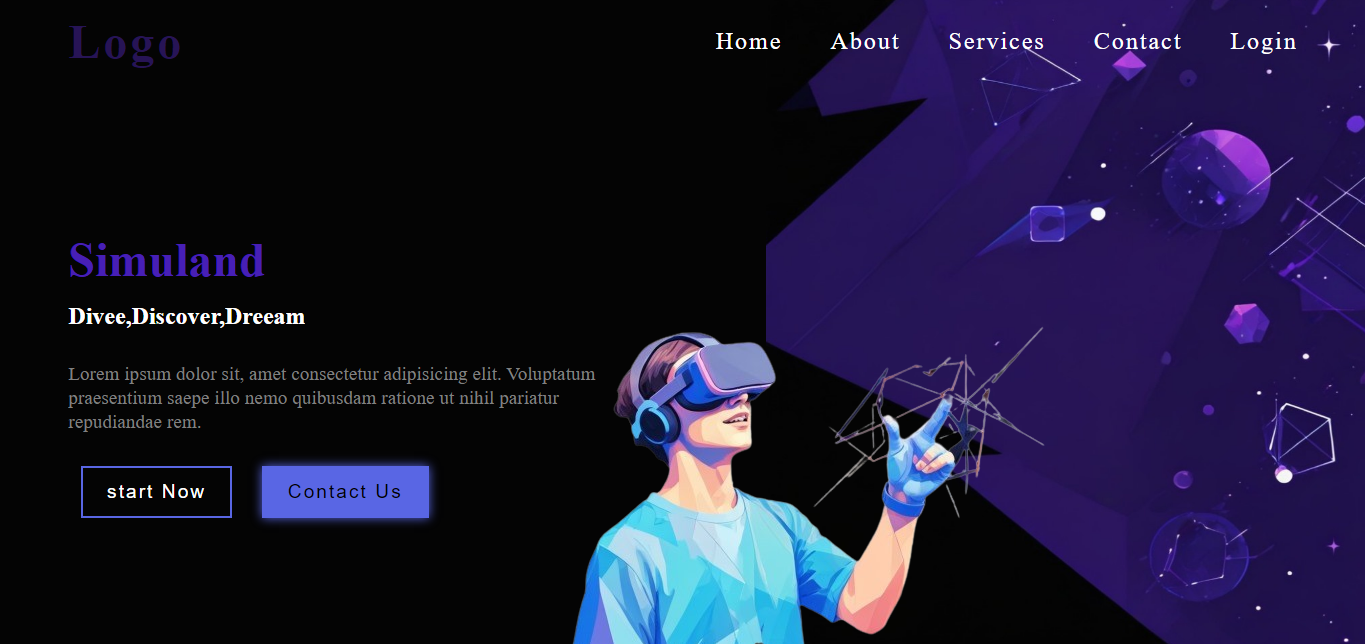 Logo
Home About Services Contact Login
Simuland
Divee,Discover,Dreeam
Lorem ipsum dolor sit, amet consectetur adipisicing elit. Voluptatum
praesentium saepe illo nemo quibusdam ratione ut nihil pariatur
repudiandae rem.
start Now Contact Us